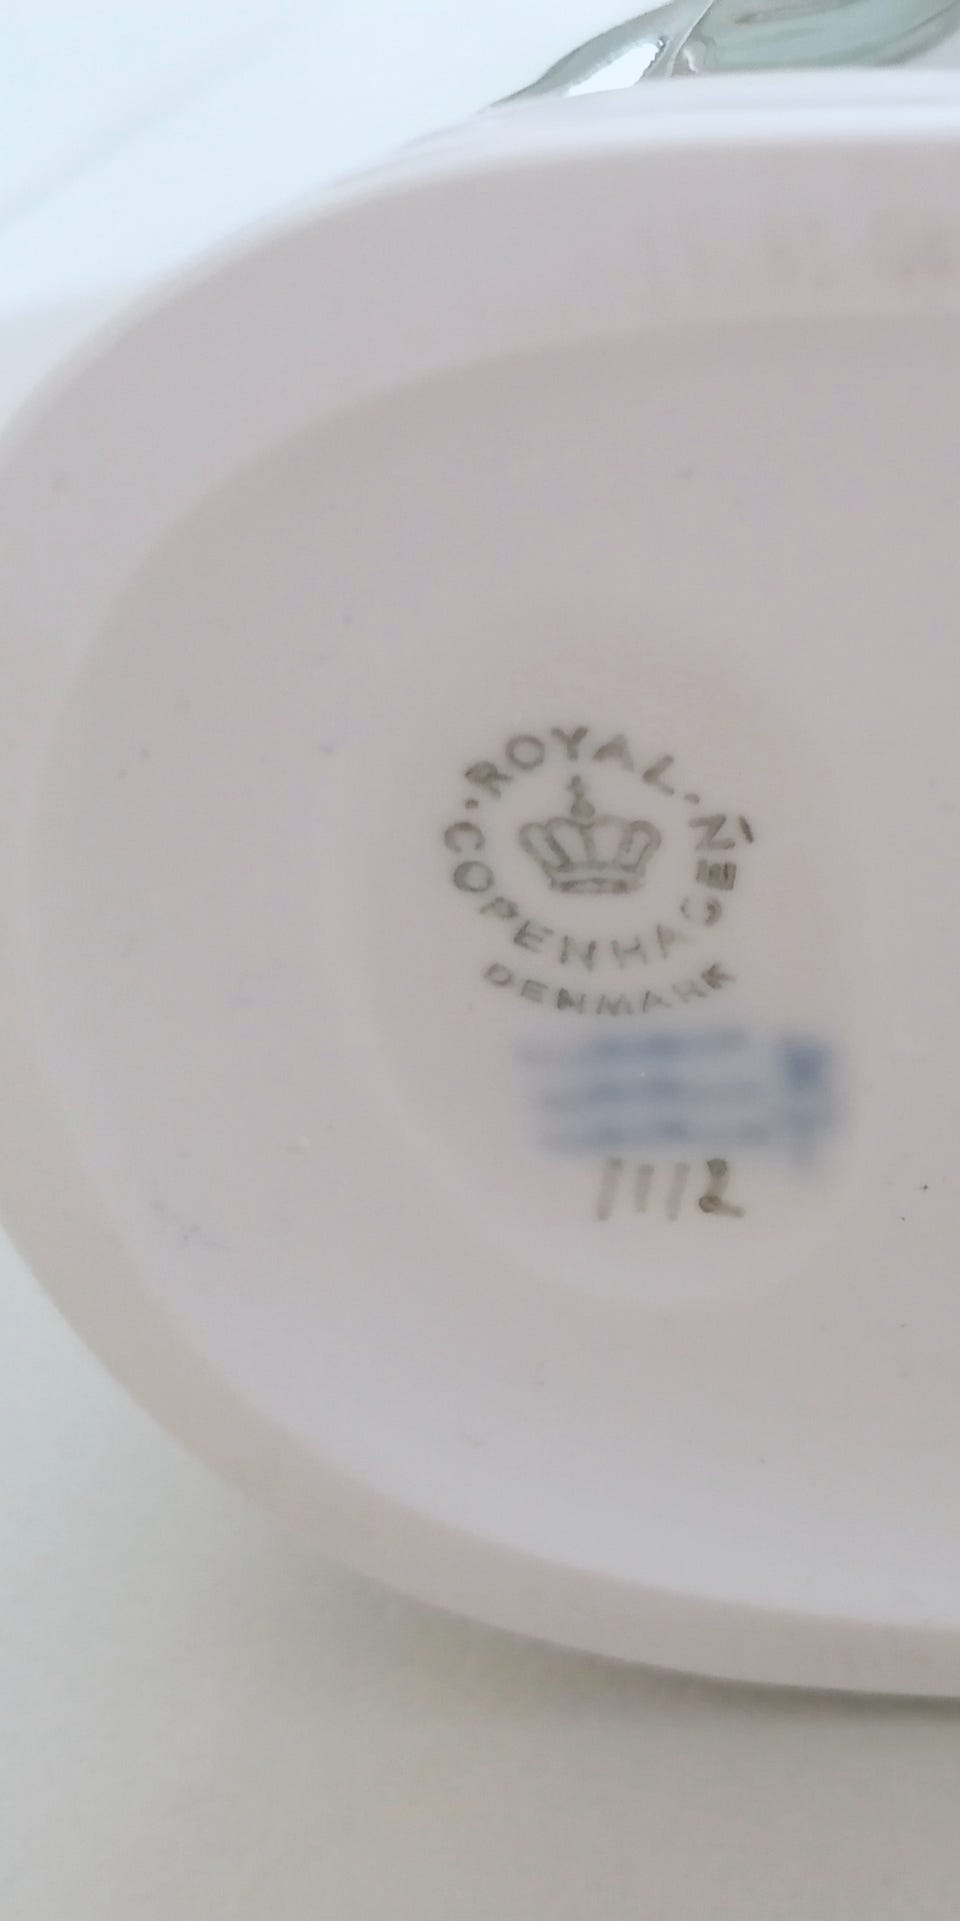 ROYAL
COPENHAGEN
DENMARK
1112